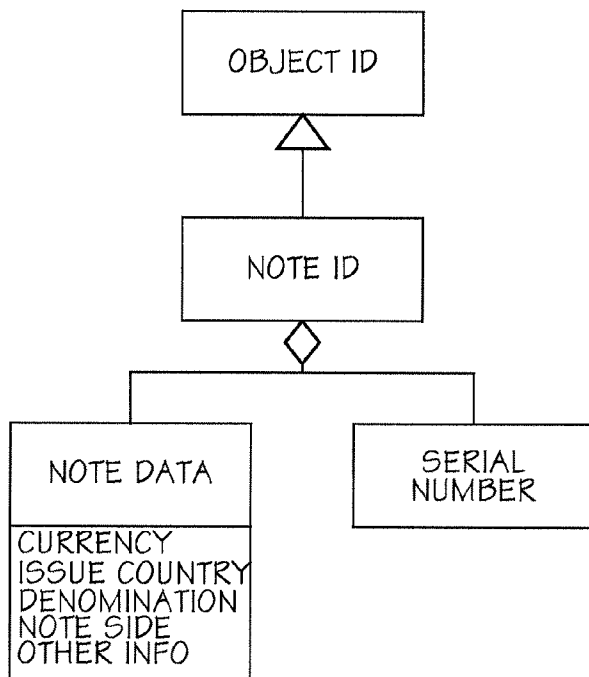 OBJECT ID
NOTE ID
NOTE DATA
CURRENCY
ISSUE COUNTRY
DENOMINATION
NOTE SIDE
OTHER INFO
SERIAL
NUMBER